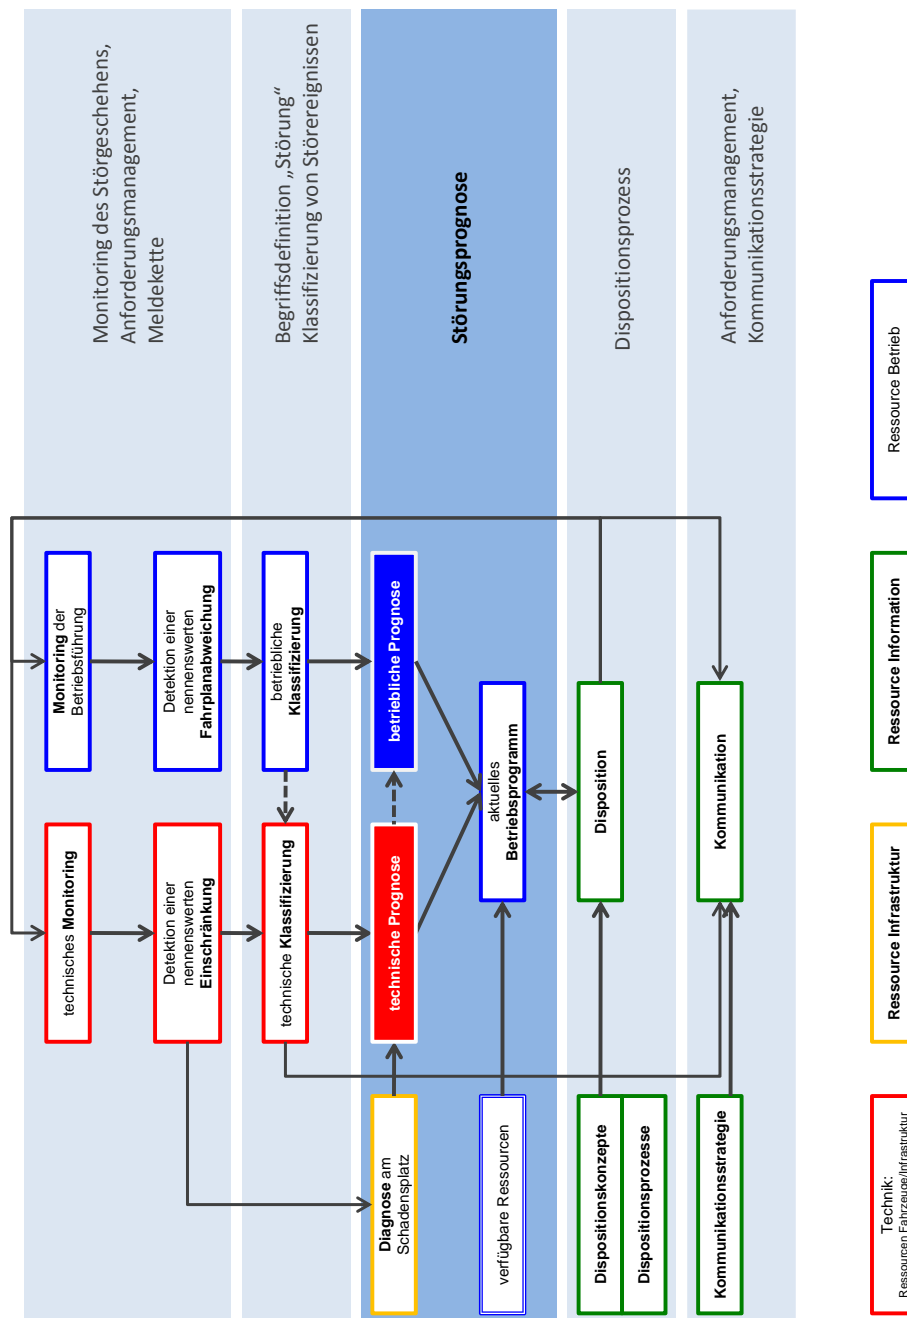 Monitoring des Störgeschehens,
Anforderungsmanagement,
Meldekette
technisches Monitoring
Monitoring der
Betriebsführung
Detektion einer
nennenswerten
Einschränkung
Detektion einer
nennenswerten
Fahrplanabweichung
Begriffsdefinition „Störung“
Klassifizierung von Störereignissen
technische Klassifizierung
betriebliche
Klassifizierung
Störungsprognose
Diagnose am
Schadensplatz
technische Prognose
betriebliche Prognose
verfügbare Ressourcen
aktuelles
Betriebsprogramm
Dispositionsprozess
Dispositionskonzepte
Dispositionsprozesse
Disposition
Anforderungsmanagement,
Kommunikationsstrategie
Kommunikationsstrategie
Kommunikation
Technik:
Ressourcen Fahrzeuge/Infrastruktur
Ressource Infrastruktur
Ressource Information
Ressource Betrieb